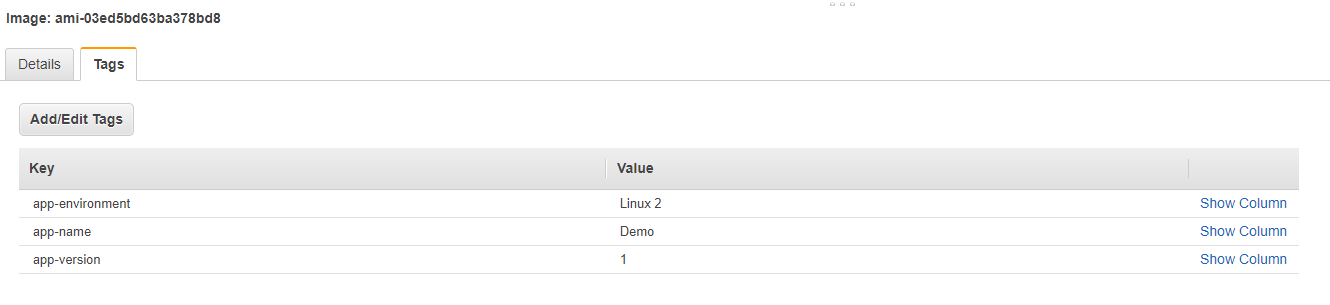 Image: ami-03ed5bd63ba378bd8
Details Tags
Add/Edit Tags
Key Value
app-environment Linux 2 Show Column
app-name Demo Show Column
app-version 1 Show Column